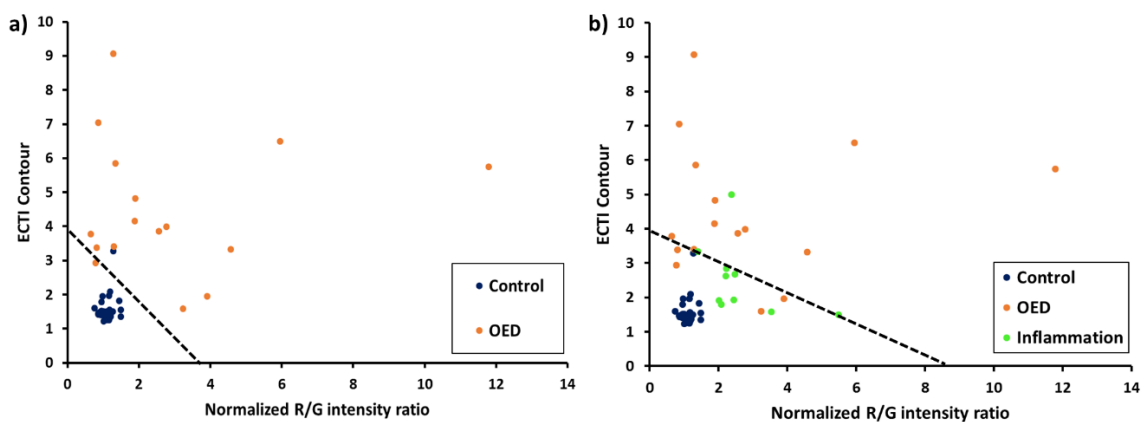 a)
10
9
8
7
6
5
4
3
2
1
0
ECTI Contour
0 2 4 6 8 10 12 14
Normalized R/G intensity ratio
Control
OED
b)
10
9
8
7
6
5
4
3
2
1
0
ECTI Contour
0 2 4 6 8 10 12 14
Normalized R/G intensity ratio
Control
OED
Inflammation